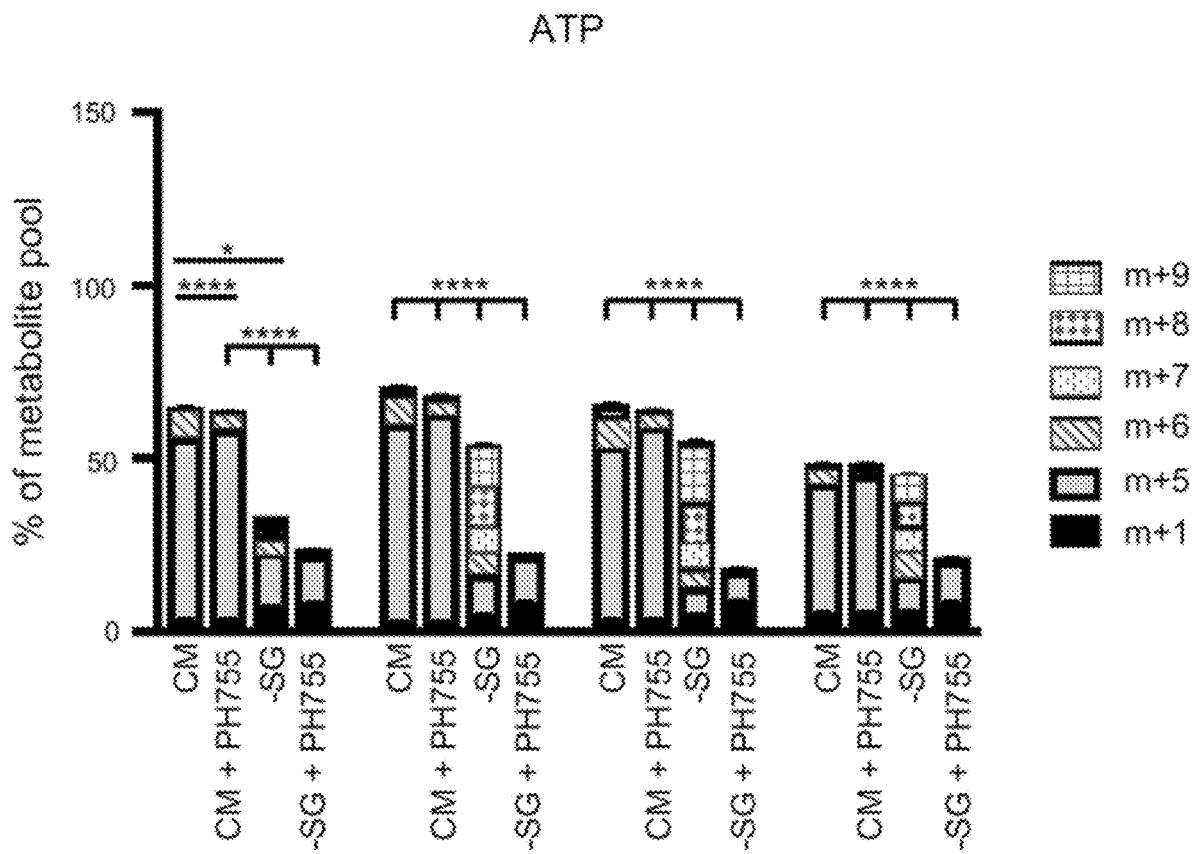 ATP
% of metabolite pool
150
100
50
0
*
****
****
****
****
****
CM
CM + PH755
-SG
-SG + PH755
CM
CM + PH755
-SG
-SG + PH755
CM
CM + PH755
-SG
-SG + PH755
CM
CM + PH755
-SG
-SG + PH755
m+9
m+8
m+7
m+6
m+5
m+1